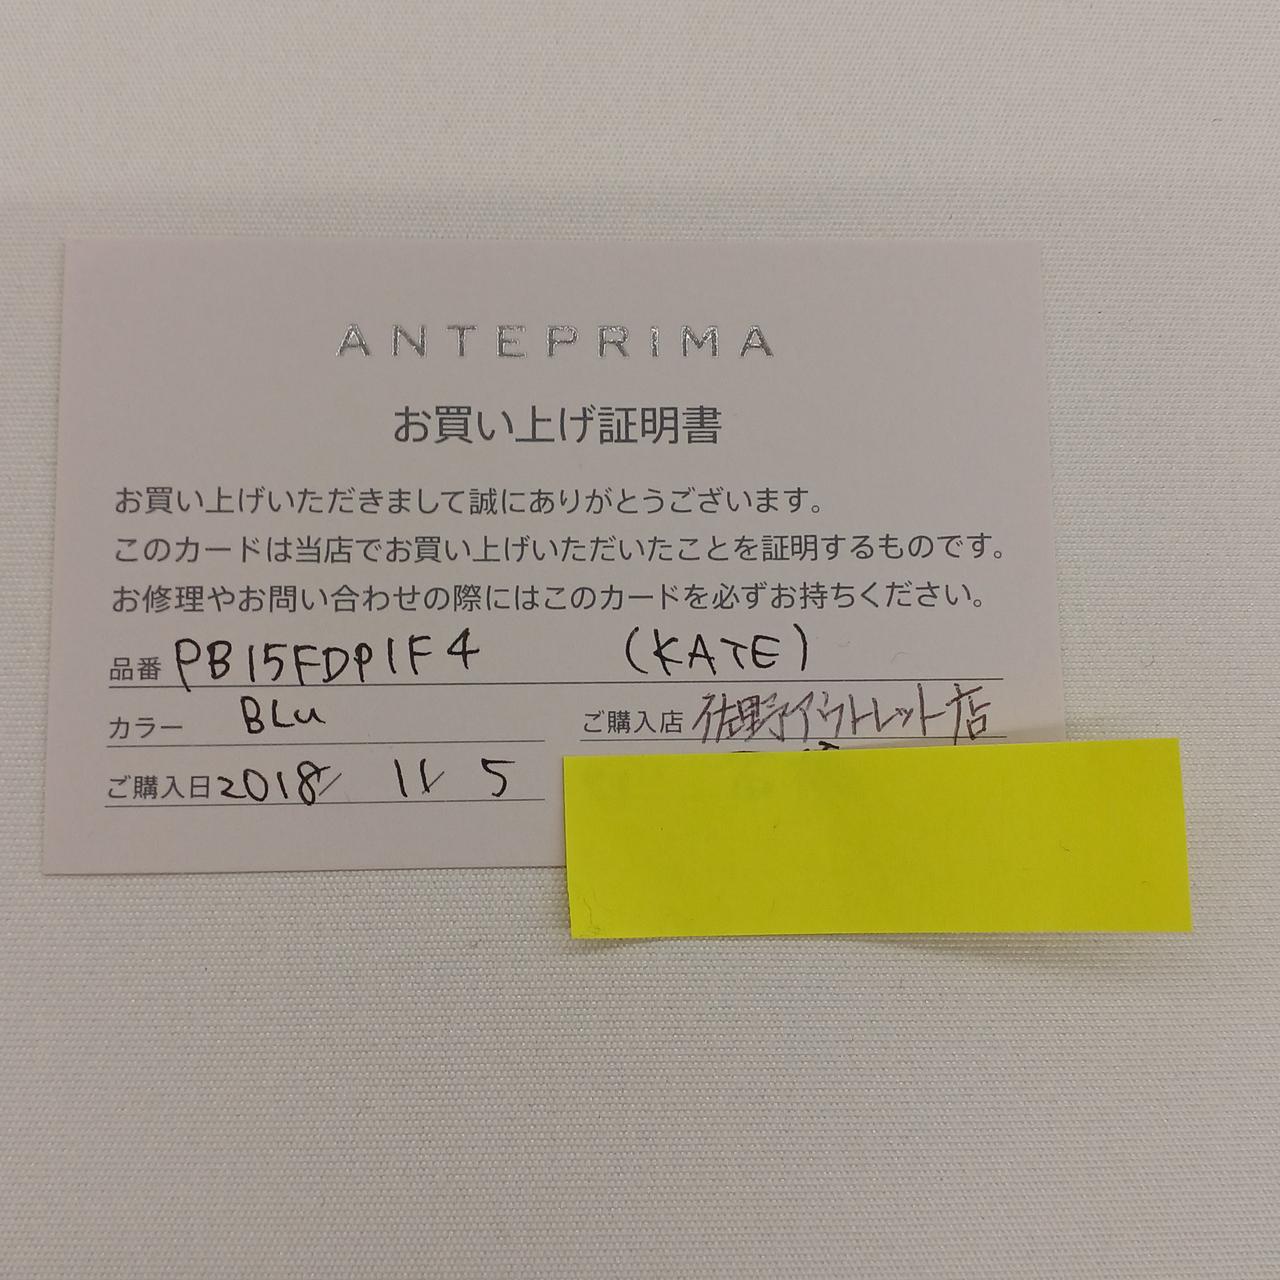 ANTEPRIMA
お買い上げ証明書
お買い上げいただきまして誠にありがとうございます。
このカードは当店でお買い上げいただいたことを証明するものです。
お修理やお問い合わせの際にはこのカードを必ずお持ちください。
品番 PB15FDP1F4 (KATE)
カラー BLu ご購入店 佐野アウトレット店
ご購入日 2018/ 11/ 5